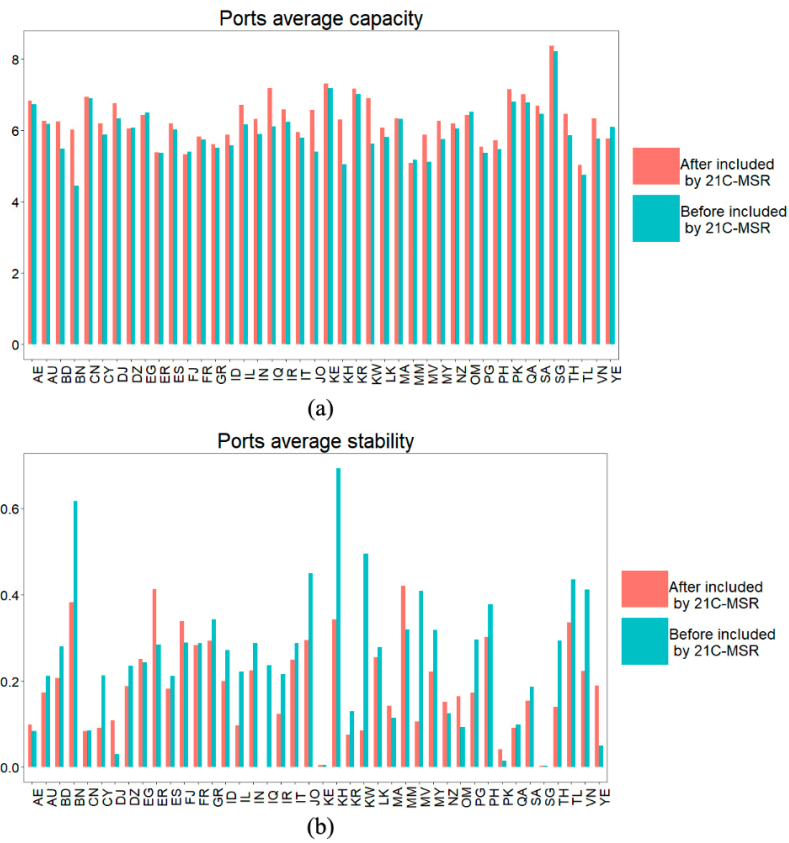 Ports average capacity
8
6
4
2
0
AE AU BD BN CN CY DJ DZ EG ER ES FJ FR GR ID IL IN IQ IR IT JO KE KH KR KW LK MA MM MV MY NZ OM PG PH PK QA SA SG TH TL VN YE
After included
by 21C-MSR
Before included
by 21C-MSR
(a)
Ports average stability
0.6
0.4
0.2
0.0
AE AU BD BN CN CY DJ DZ EG ER ES FJ FR GR ID IL IN IQ IR IT JO KE KH KR KW LK MA MM MV MY NZ OM PG PH PK QA SA SG TH TL VN YE
After included
by 21C-MSR
Before included
by 21C-MSR
(b)